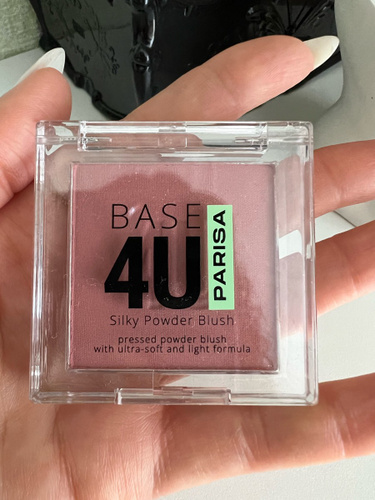 BASE
4U
PARISA
Silky Powder Blush
pressed powder blush
with ultra-soft and light formula